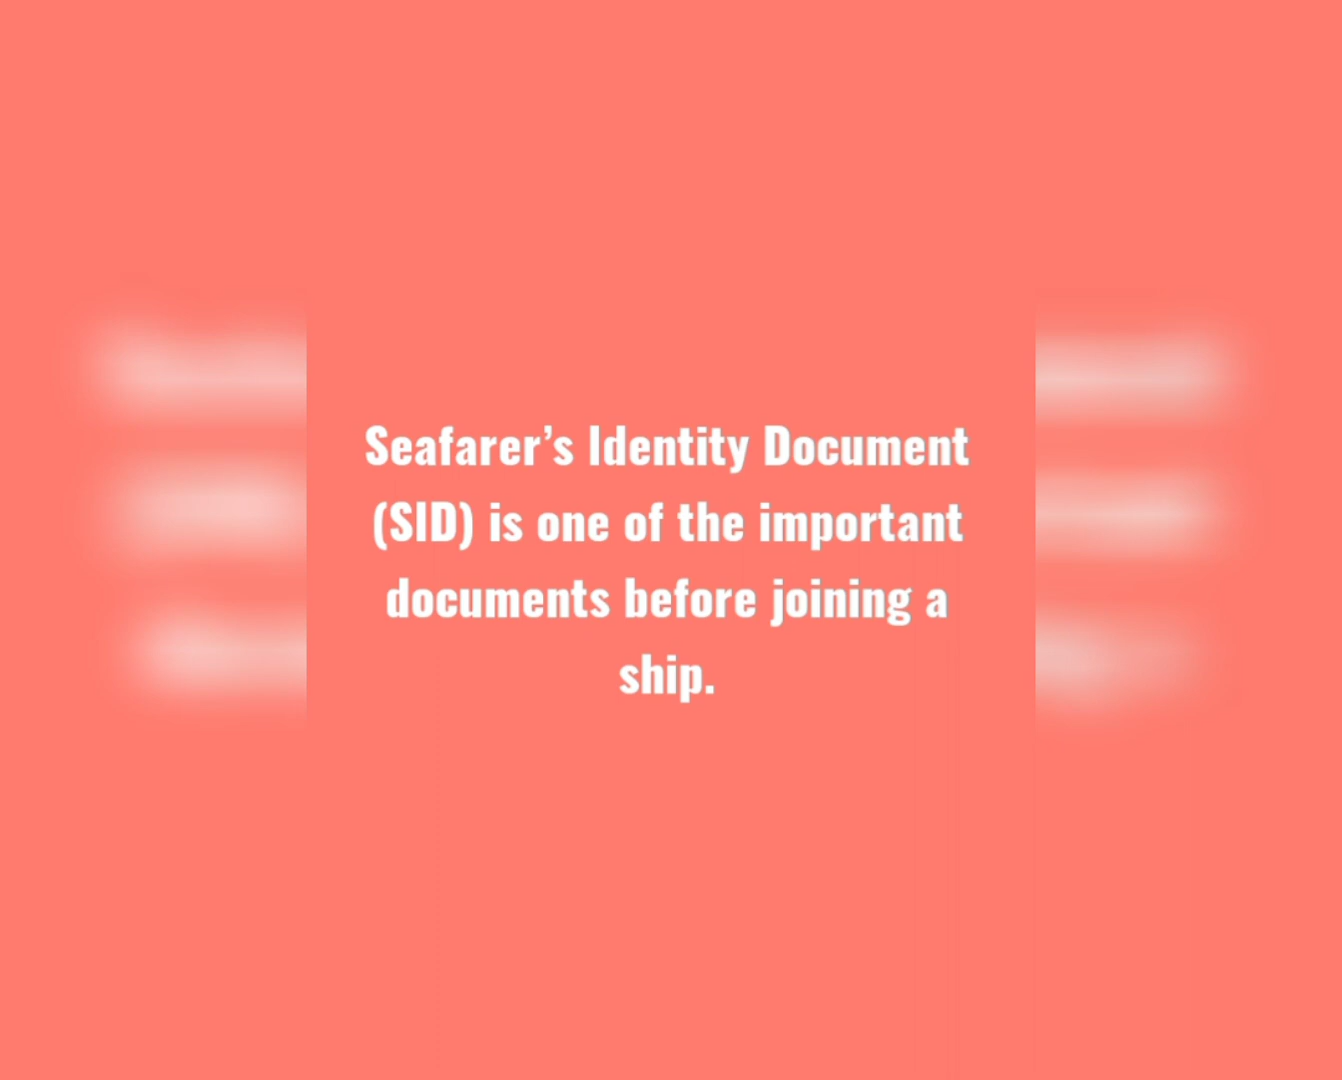 Seafarer’s Identity Document
(SID) is one of the important
documents before joining a
ship.